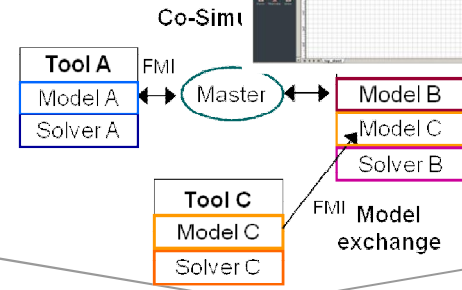 Co-Simu
Tool A
FMI
Model A
Solver A
Master
Model B
Model C
Solver B
Tool C
Model C
Solver C
FMI
Model
exchange